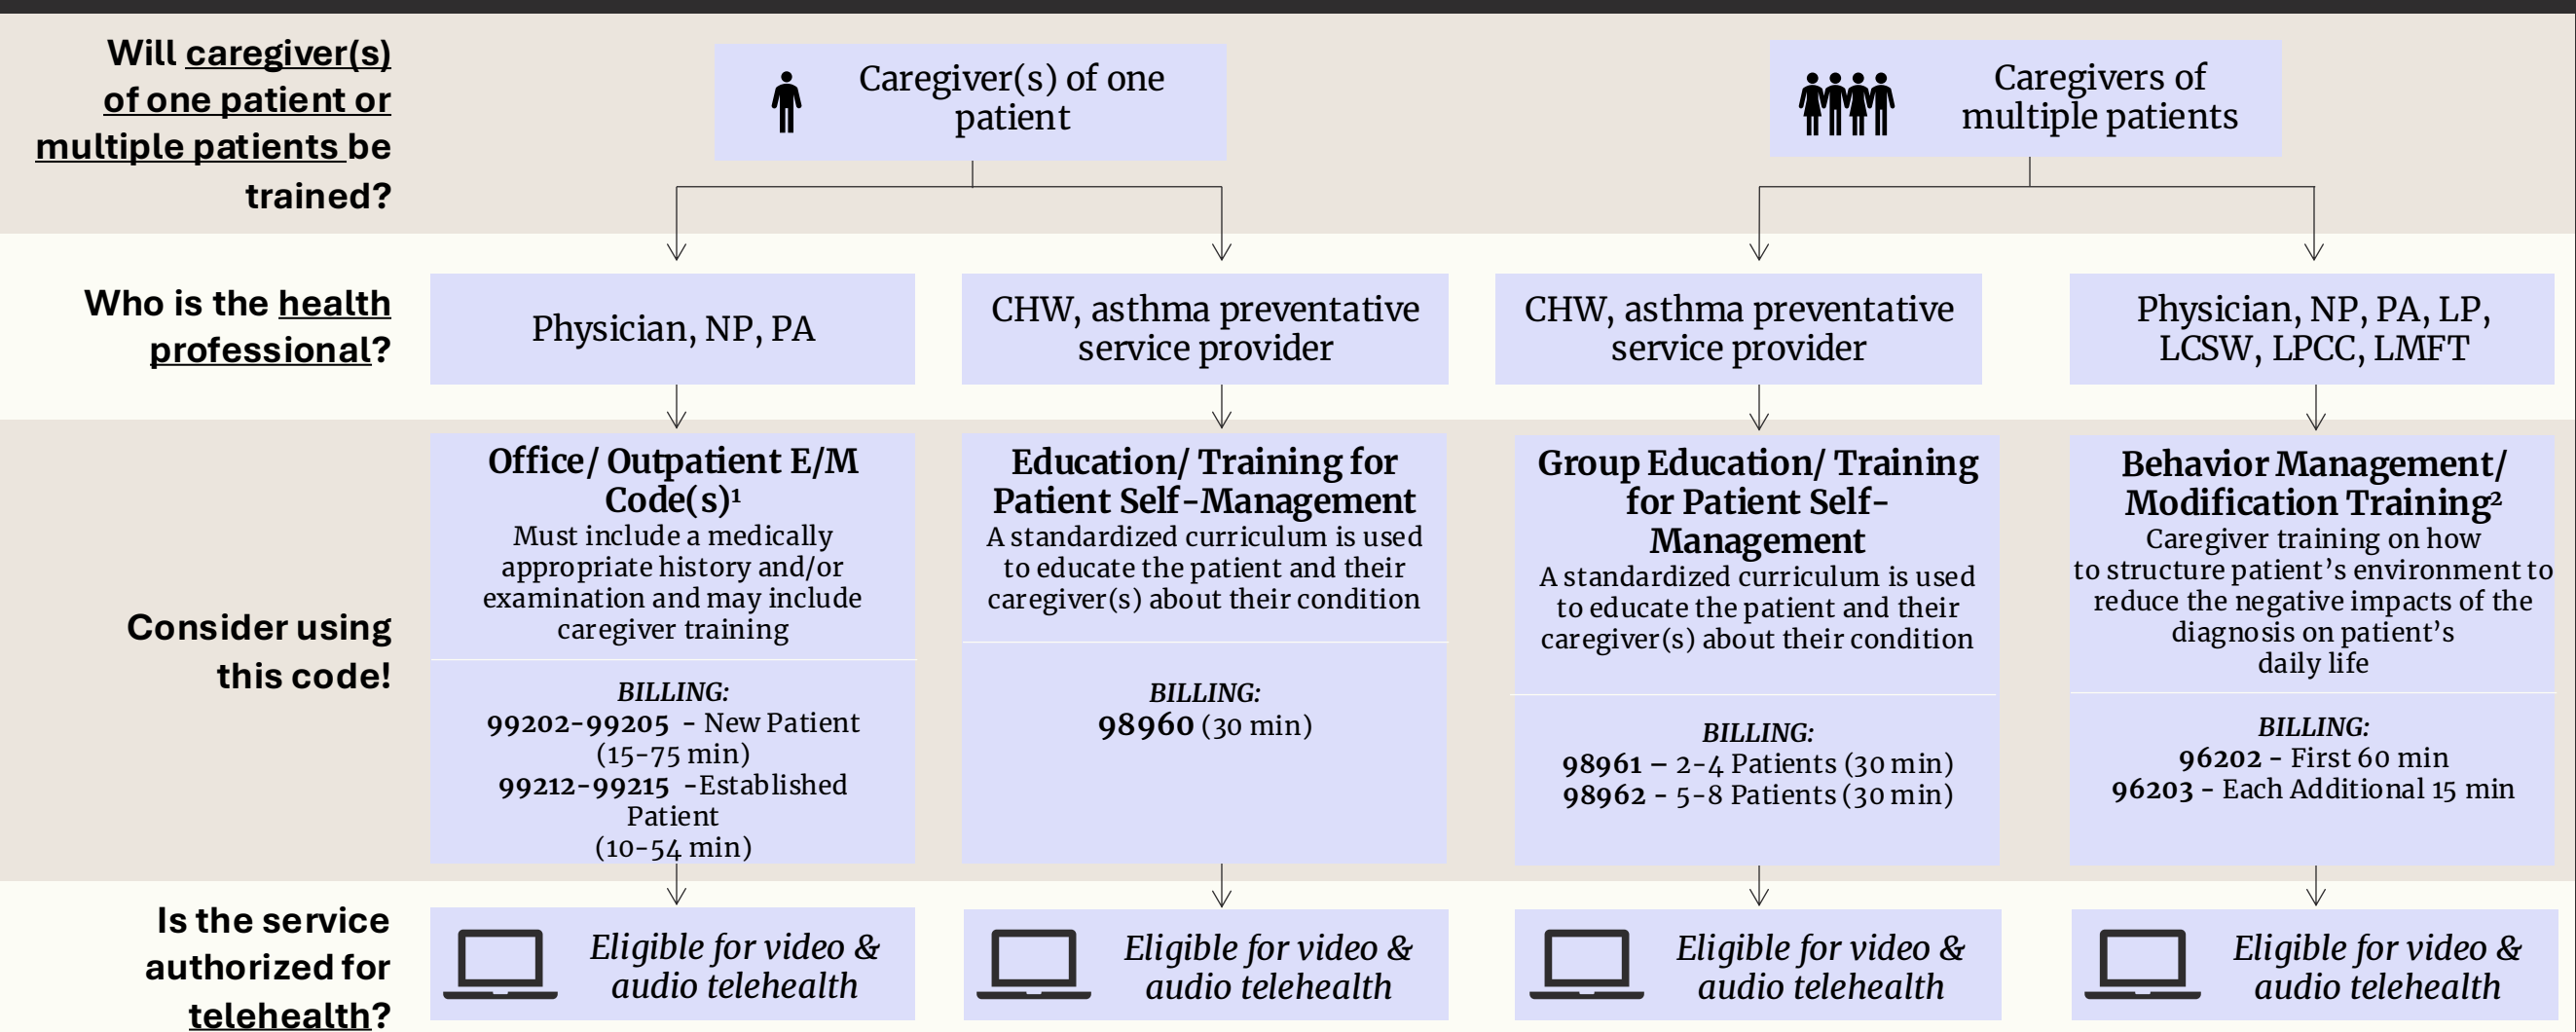 Will caregiver(s)
of one patient or
multiple patients be
trained?
Caregiver(s) of one
patient
Caregivers of
multiple patients
Who is the health
professional?
Physician, NP, PA
CHW, asthma preventative
service provider
CHW, asthma preventative
service provider
Physician, NP, PA, LP,
LCSW, LPCC, LMFT
Consider using
this code!
Office/ Outpatient E/M
Code(s)¹
Must include a medically
appropriate history and/or
examination and may include
caregiver training
BILLING:
99202-99205 - New Patient
(15-75 min)
99212-99215 -Established
Patient
(10-54 min)
Education/ Training for
Patient Self-Management
A standardized curriculum is used
to educate the patient and their
caregiver(s) about their condition
BILLING:
98960 (30 min)
Group Education/ Training
for Patient Self-
Management
A standardized curriculum is used
to educate the patient and their
caregiver(s) about their condition
BILLING:
98961 – 2-4 Patients (30 min)
98962 - 5-8 Patients (30 min)
Behavior Management/
Modification Training²
Caregiver training on how
to structure patient’s environment to
reduce the negative impacts of the
diagnosis on patient’s
daily life
BILLING:
96202 - First 60 min
96203 - Each Additional 15 min
Is the service
authorized for
telehealth?
Eligible for video &
audio telehealth
Eligible for video &
audio telehealth
Eligible for video &
audio telehealth
Eligible for video &
audio telehealth